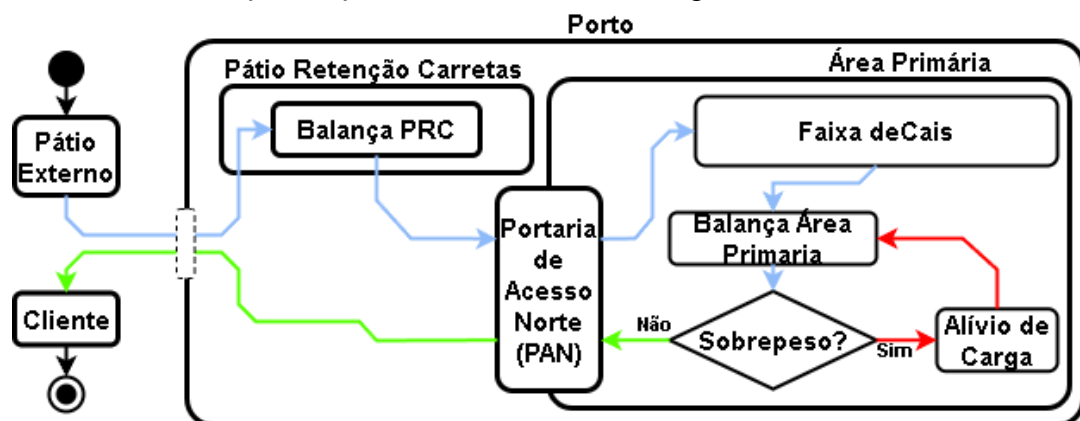 Porto
Pátio Retenção Carretas
Área Primária
Balança PRC
Faixa deCais
Pátio
Externo
Portaria
de
Acesso
Norte
(PAN)
Balança Área
Primaria
Cliente
Não
Sobrepeso?
Sim
Alívio de
Carga